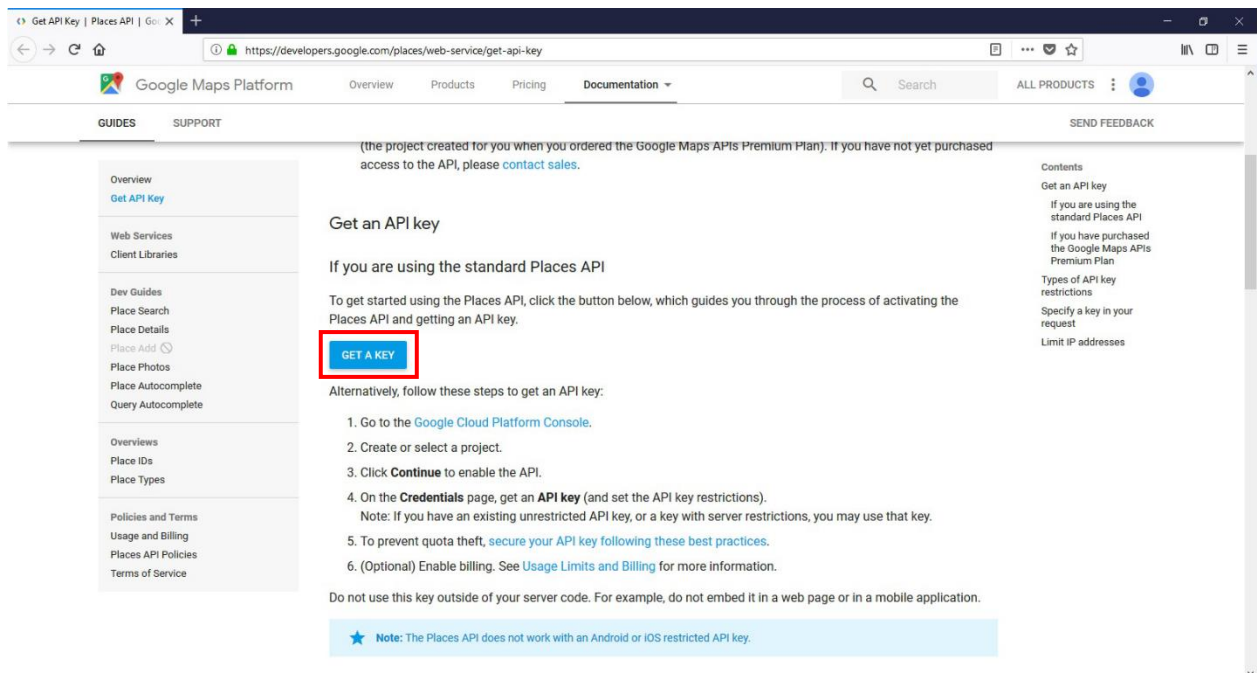 Get API Key | Places API | Goo
https://developers.google.com/places/web-service/get-api-key
Google Maps Platform
Overview
Products
Pricing
Documentation
Search
ALL PRODUCTS
GUIDES
SUPPORT
SEND FEEDBACK
Overview
Get API Key
Web Services
Client Libraries
Dev Guides
Place Search
Place Details
Place Add
Place Photos
Place Autocomplete
Query Autocomplete
Overviews
Place IDs
Place Types
Policies and Terms
Usage and Billing
Places API Policies
Terms of Service
(the project created for you when you ordered the Google Maps APIs Premium Plan). If you have not yet purchased
access to the API, please contact sales.
Get an API key
If you are using the standard Places API
To get started using the Places API, click the button below, which guides you through the process of activating the
Places API and getting an API key.
GET A KEY
Alternatively, follow these steps to get an API key:
1. Go to the Google Cloud Platform Console.
2. Create or select a project.
3. Click Continue to enable the API.
4. On the Credentials page, get an API key (and set the API key restrictions).
Note: If you have an existing unrestricted API key, or a key with server restrictions, you may use that key.
5. To prevent quota theft, secure your API key following these best practices.
6. (Optional) Enable billing. See Usage Limits and Billing for more information.
Do not use this key outside of your server code. For example, do not embed it in a web page or in a mobile application.
Note: The Places API does not work with an Android or iOS restricted API key.
Contents
Get an API key
If you are using the
standard Places API
If you have purchased
the Google Maps APIs
Premium Plan
Types of API key
restrictions
Specify a key in your
request
Limit IP addresses